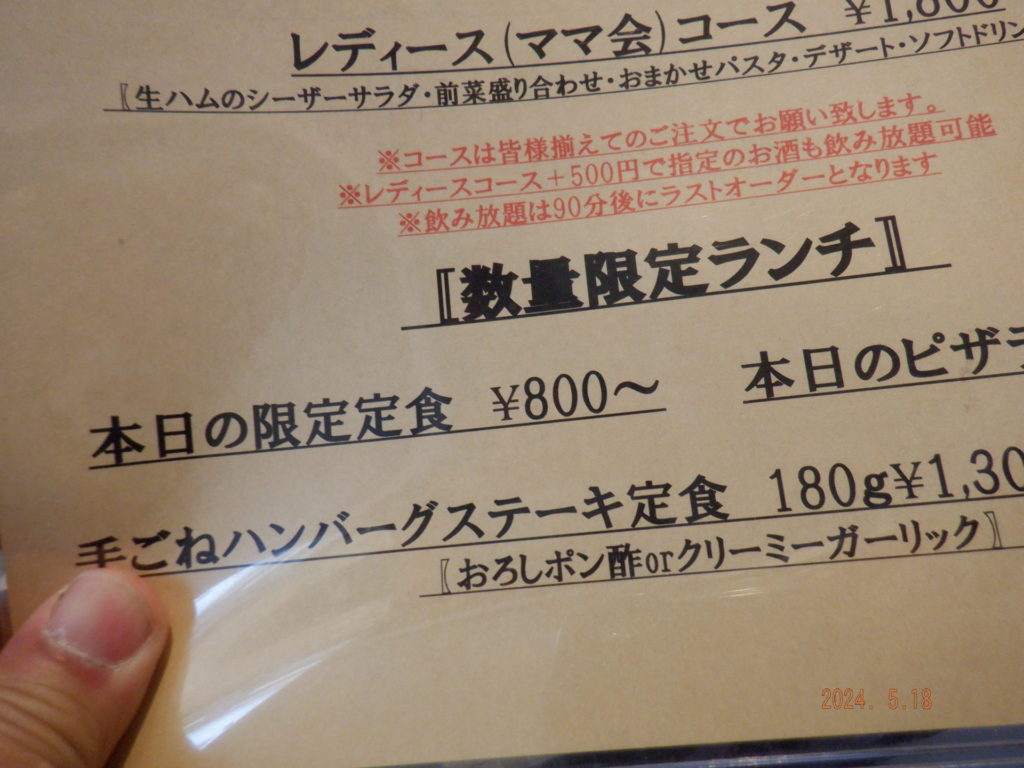 レディース(ママ会)コース ¥1,800
〖生ハムのシーザーサラダ・前菜盛り合わせ・おまかせパスタ・デザート・ソフトドリン
※コースは皆様揃えてのご注文でお願い致します。
※レディースコース+500円で指定のお酒も飲み放題可能
※飲み放題は90分後にラストオーダーとなります
〖数量限定ランチ〗
本日の限定定食 ¥800～ 本日のピザ
手ごねハンバーグステーキ定食 180g¥1,30
〖おろしポン酢orクリーミーガーリック〗
2024. 5.18